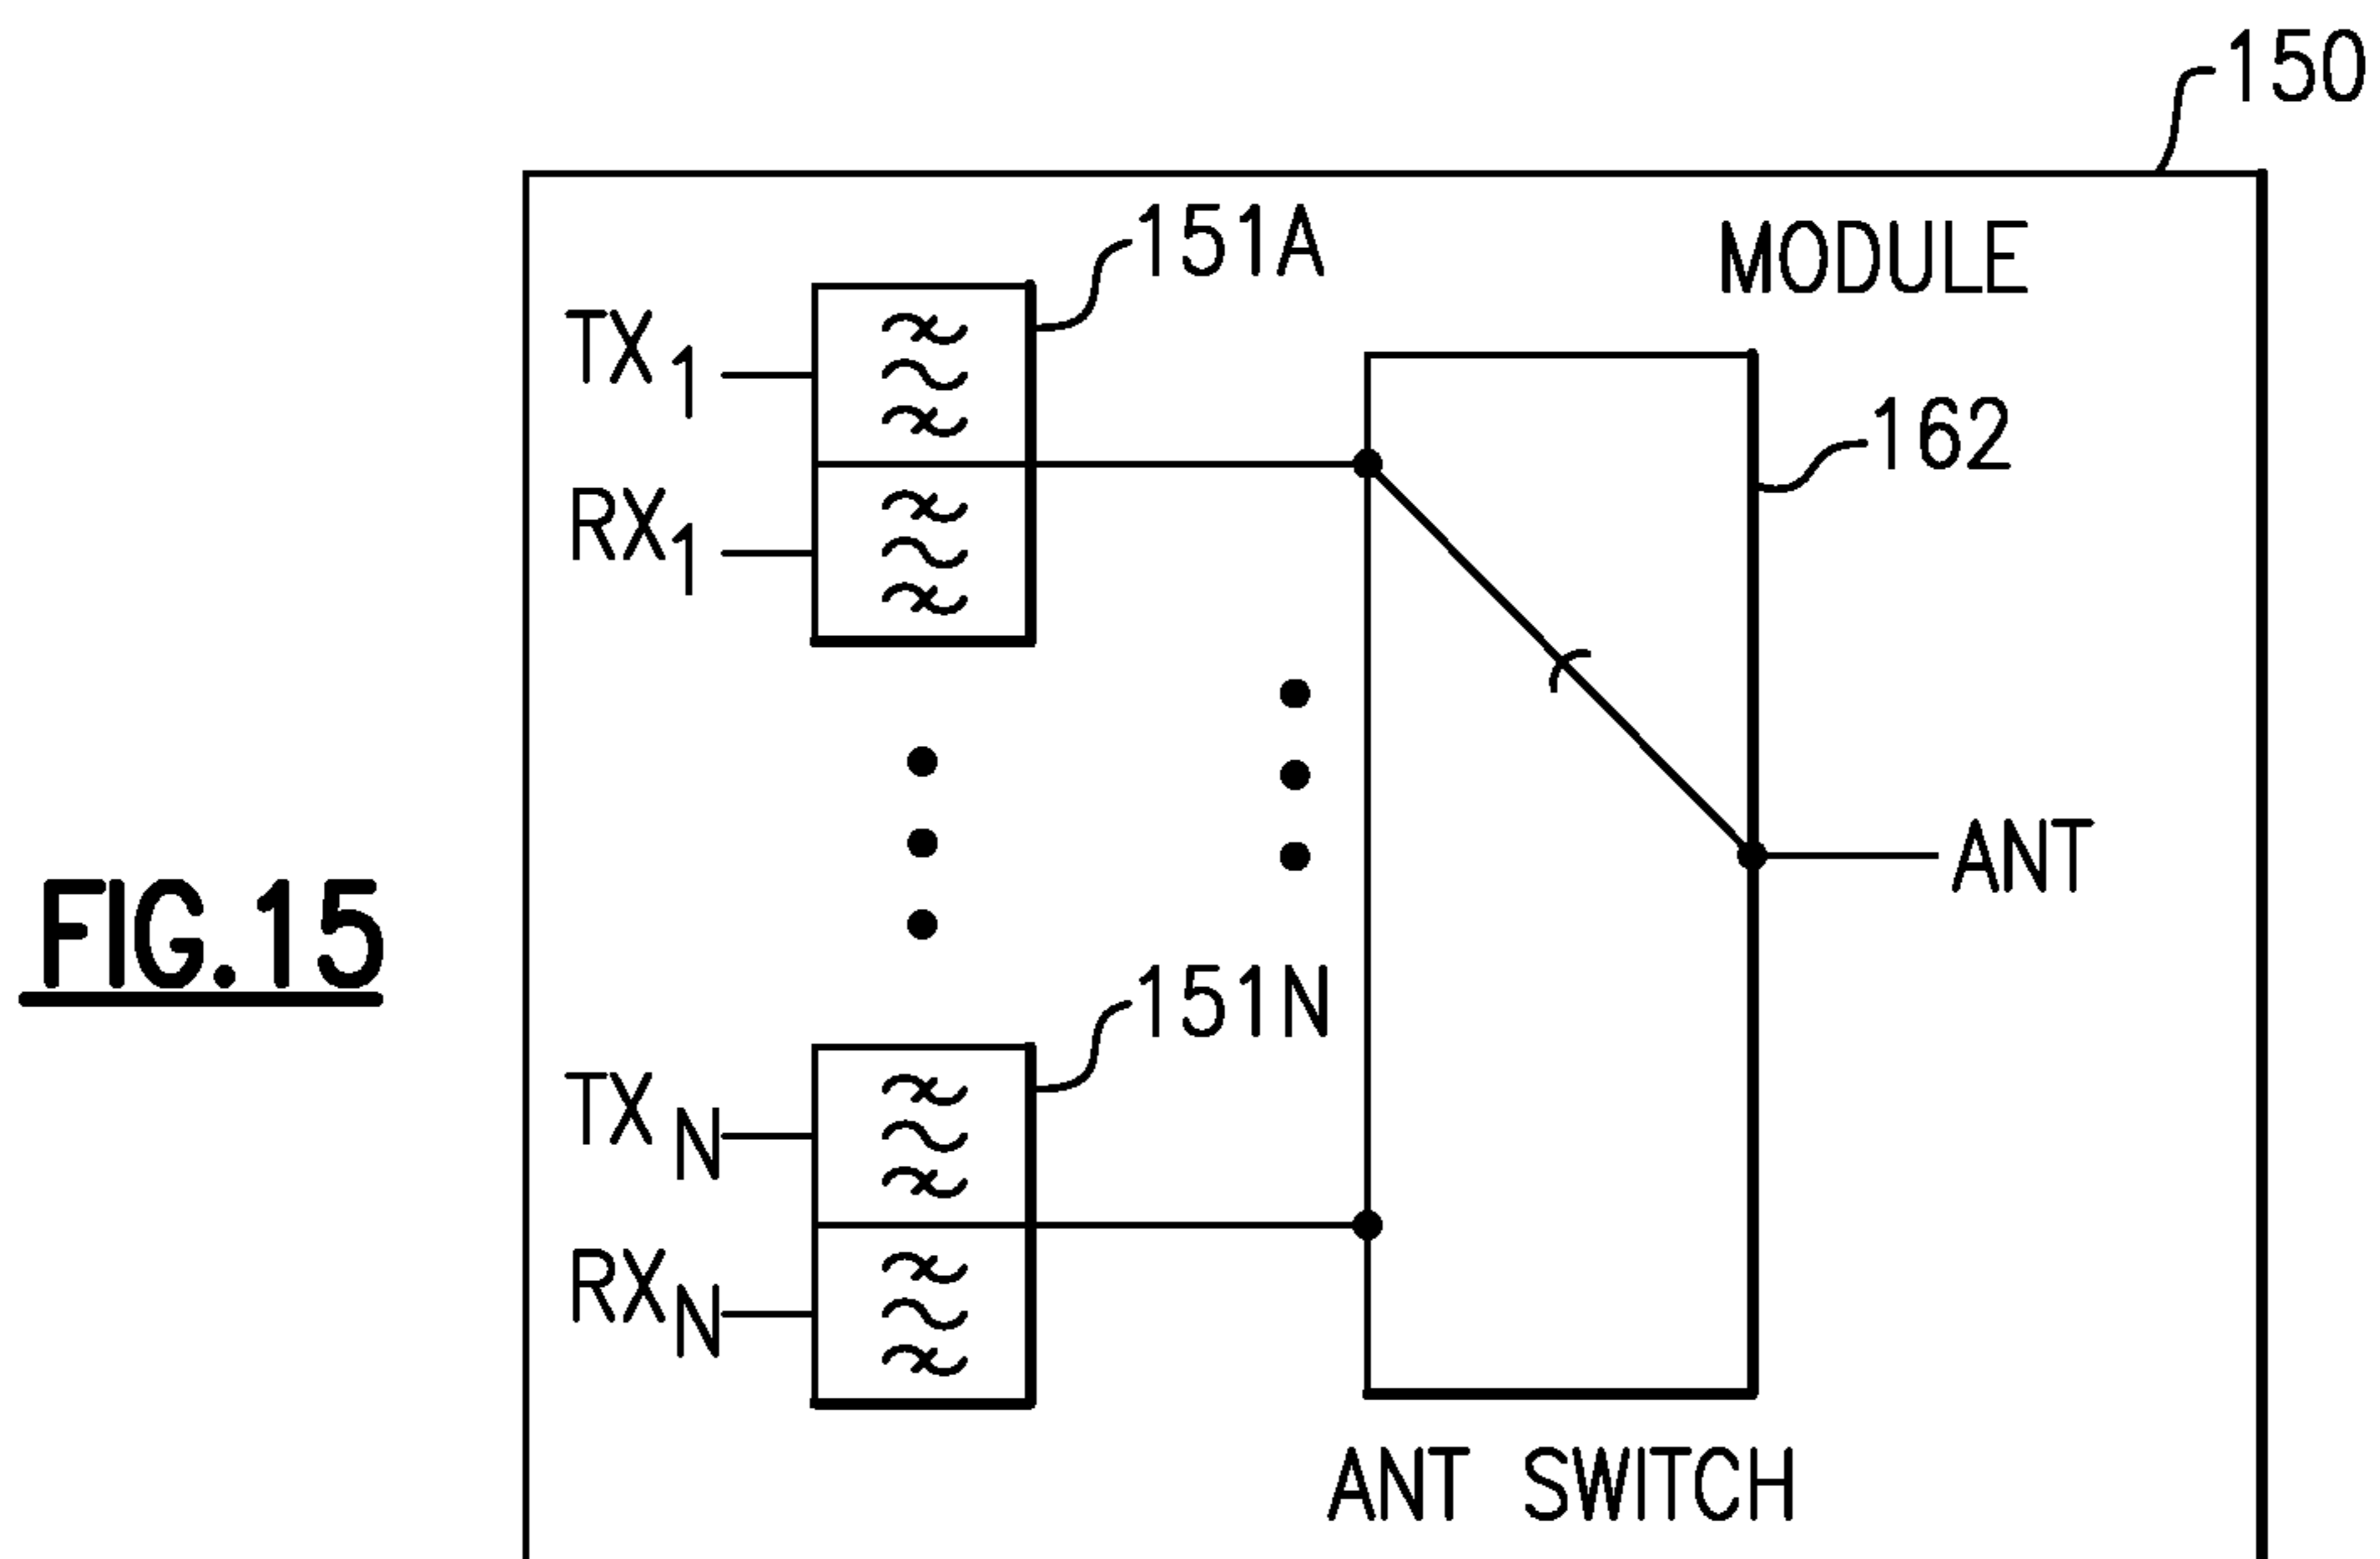 150
151A
MODULE
TX1
162
RX1
ANT
FIG.15
151N
TXN
RXN
ANT SWITCH